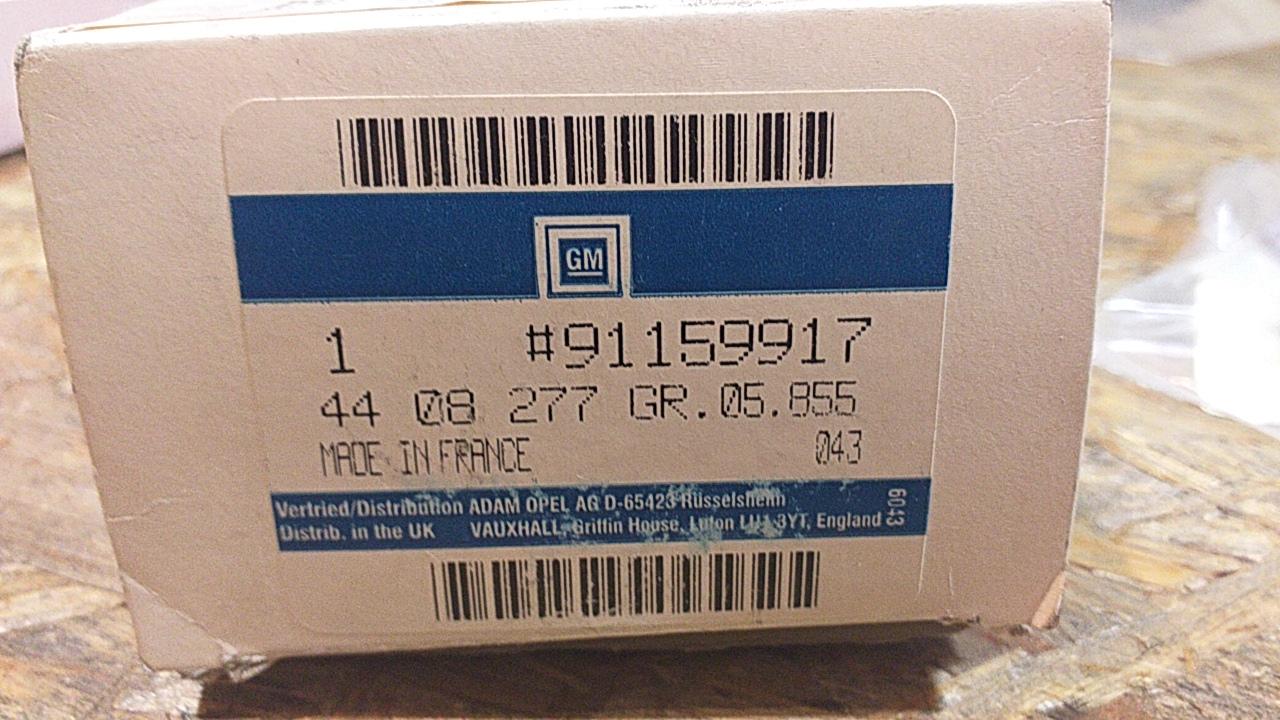 GM
1 #91159917
44 08 277 GR.05.855
MADE IN FRANCE 043
Vertried/Distribution ADAM OPEL AG D-65423 Rüsselsheim
Distrib. in the UK VAUXHALL, Griffin House, Luton LU1 3YT, England
6043